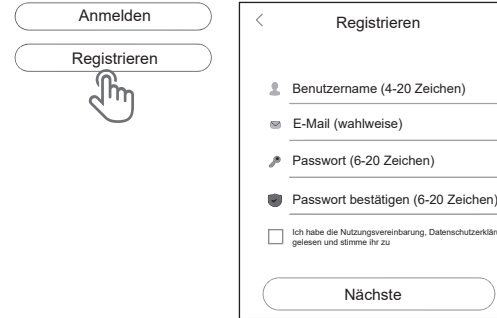 Anmelden
Registrieren
Registrieren
Benutzername (4-20 Zeichen)
E-Mail (wahlweise)
Passwort (6-20 Zeichen)
Passwort bestätigen (6-20 Zeichen)
Ich habe die Nutzungsvereinbarung,
gelesen und stimme ihr zu
Nächste